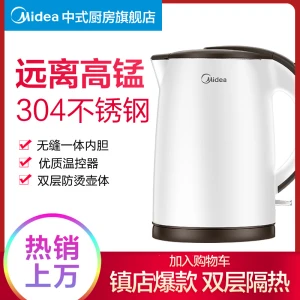 Midea 中式厨房旗舰店
远离高锰
304不锈钢
无缝一体内胆
优质温控器
双层防烫壶体
Midea
热销
上万
加入购物车
镇店爆款 双层隔热